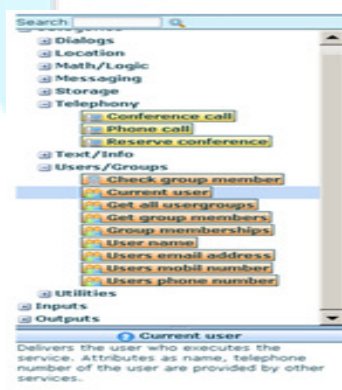 Search
Categories
Dialogs
Location
Math/Logic
Messaging
Storage
Telephony
Conference call
Phone call
Reserve conference
Text/Info
Users/Groups
Check group member
Current user
Get all usergroups
Get group members
Group memberships
User name
Users email address
Users mobil number
Users phone number
Utilities
Inputs
Outputs
Current user
Delivers the user who executes the
service. Attributes as name, telephone
number of the user are provided by other
services.